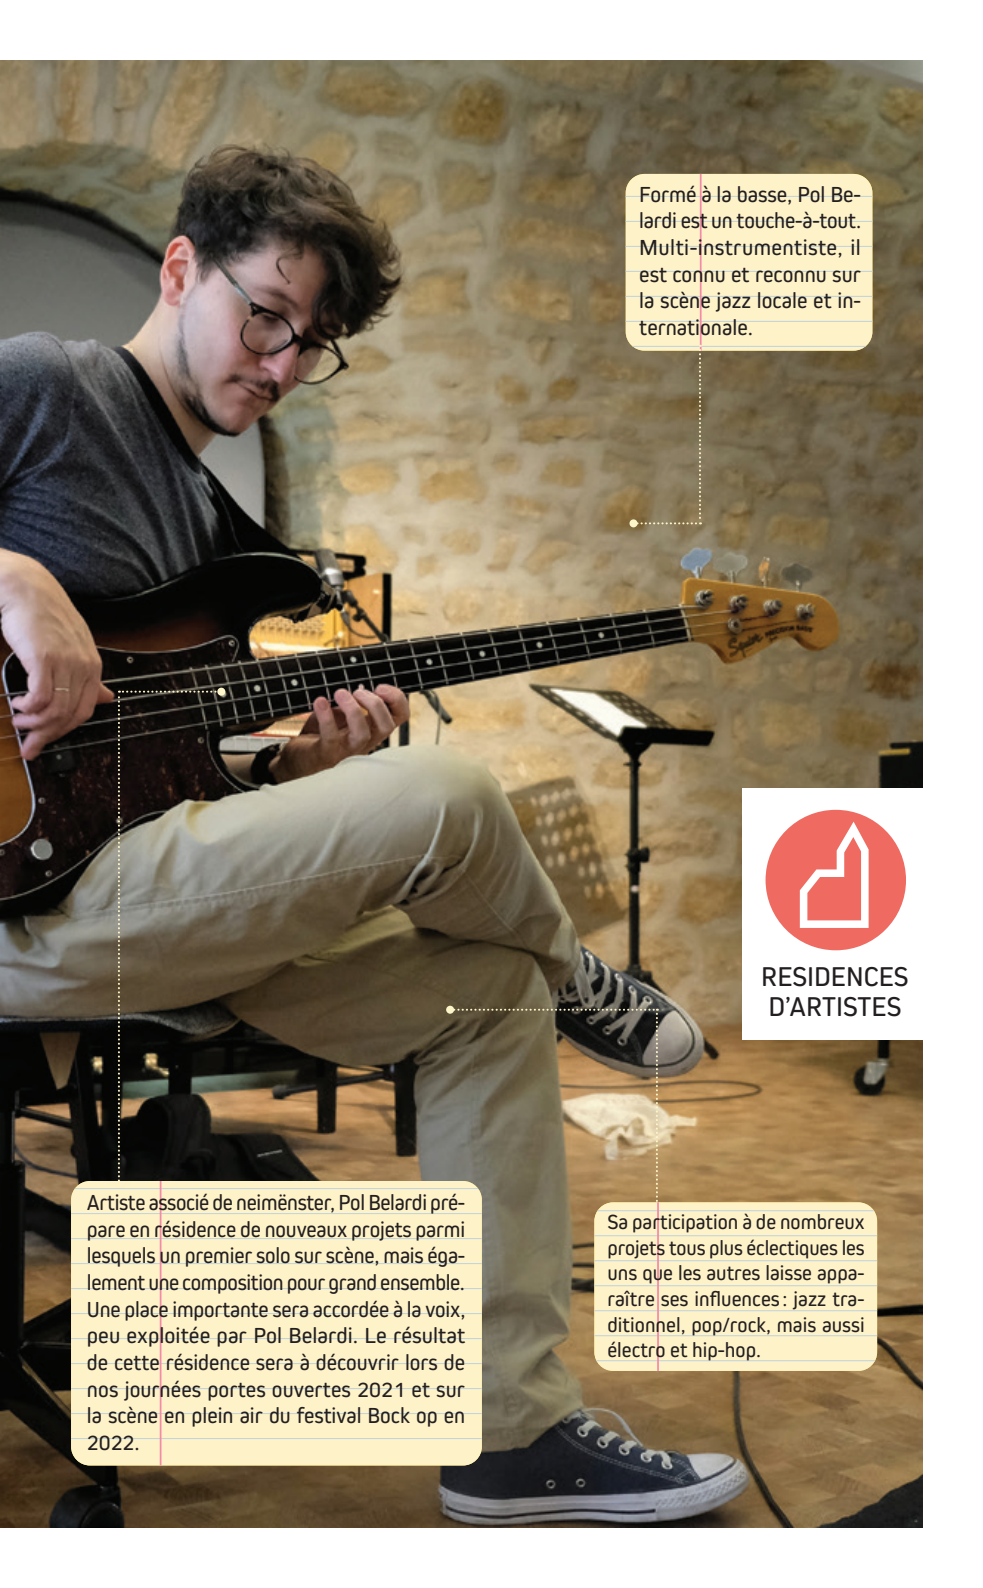 Formé à la basse, Pol Be-
lardi est un touche-à-tout.
Multi-instrumentiste, il
est connu et reconnu sur
la scène jazz locale et in-
ternationale.
Squier PRECISION BASS
RESIDENCES
D'ARTISTES
Artiste associé de neimënster, Pol Belardi pré-
pare en résidence de nouveaux projets parmi
lesquels un premier solo sur scène, mais éga-
lement une composition pour grand ensemble.
Une place importante sera accordée à la voix,
peu exploitée par Pol Belardi. Le résultat
de cette résidence sera à découvrir lors de
nos journées portes ouvertes 2021 et sur
la scène en plein air du festival Bock op en
2022.
Sa participation à de nombreux
projets tous plus éclectiques les
uns que les autres laisse appa-
raître ses influences : jazz tra-
ditionnel, pop/rock, mais aussi
électro et hip-hop.